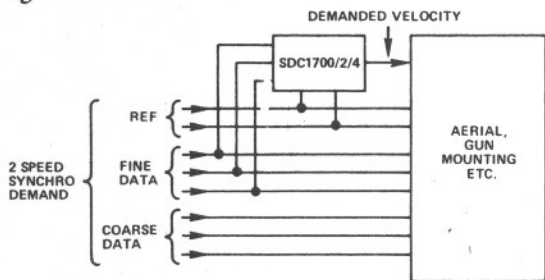 DEMANDED VELOCITY
SDC1700/2/4
REF
FINE
DATA
2 SPEED
SYNCHRO
DEMAND
COARSE
DATA
AERIAL,
GUN
MOUNTING
ETC.